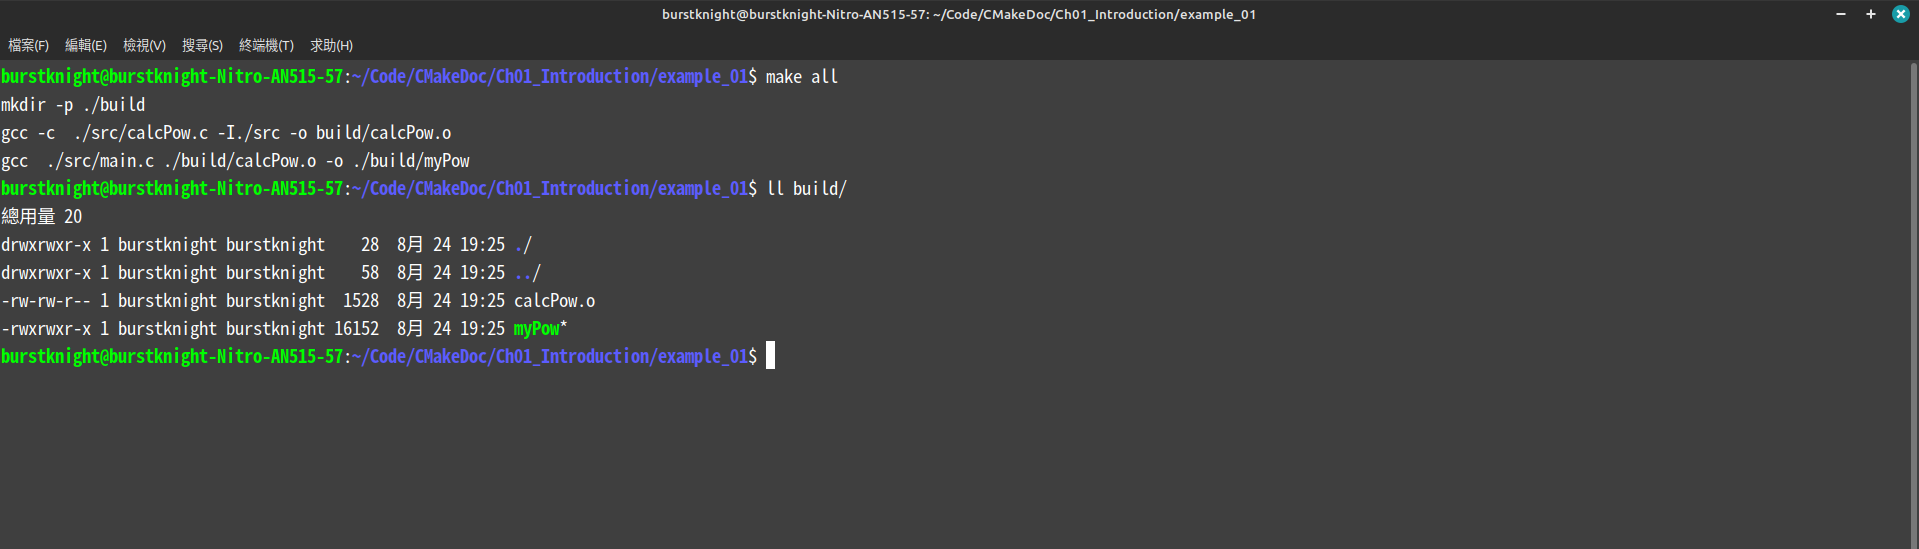 burstknight@burstknight-Nitro-AN515-57: ~/Code/CMakeDoc/Ch01_Introduction/example_01
檔案(F) 編輯(E) 檢視(V) 搜尋(S) 終端機(T) 求助(H)
burstknight@burstknight-Nitro-AN515-57:~/Code/CMakeDoc/Ch01_Introduction/example_01$ make all
mkdir -p ./build
gcc -c  ./src/calcPow.c -I./src -o build/calcPow.o
gcc  ./src/main.c ./build/calcPow.o -o ./build/myPow
burstknight@burstknight-Nitro-AN515-57:~/Code/CMakeDoc/Ch01_Introduction/example_01$ ll build/
總用量 20
drwxrwxr-x 1 burstknight burstknight    28  8月 24 19:25 ./
drwxrwxr-x 1 burstknight burstknight    58  8月 24 19:25 ../
-rw-rw-r-- 1 burstknight burstknight  1528  8月 24 19:25 calcPow.o
-rwxrwxr-x 1 burstknight burstknight 16152  8月 24 19:25 myPow*
burstknight@burstknight-Nitro-AN515-57:~/Code/CMakeDoc/Ch01_Introduction/example_01$